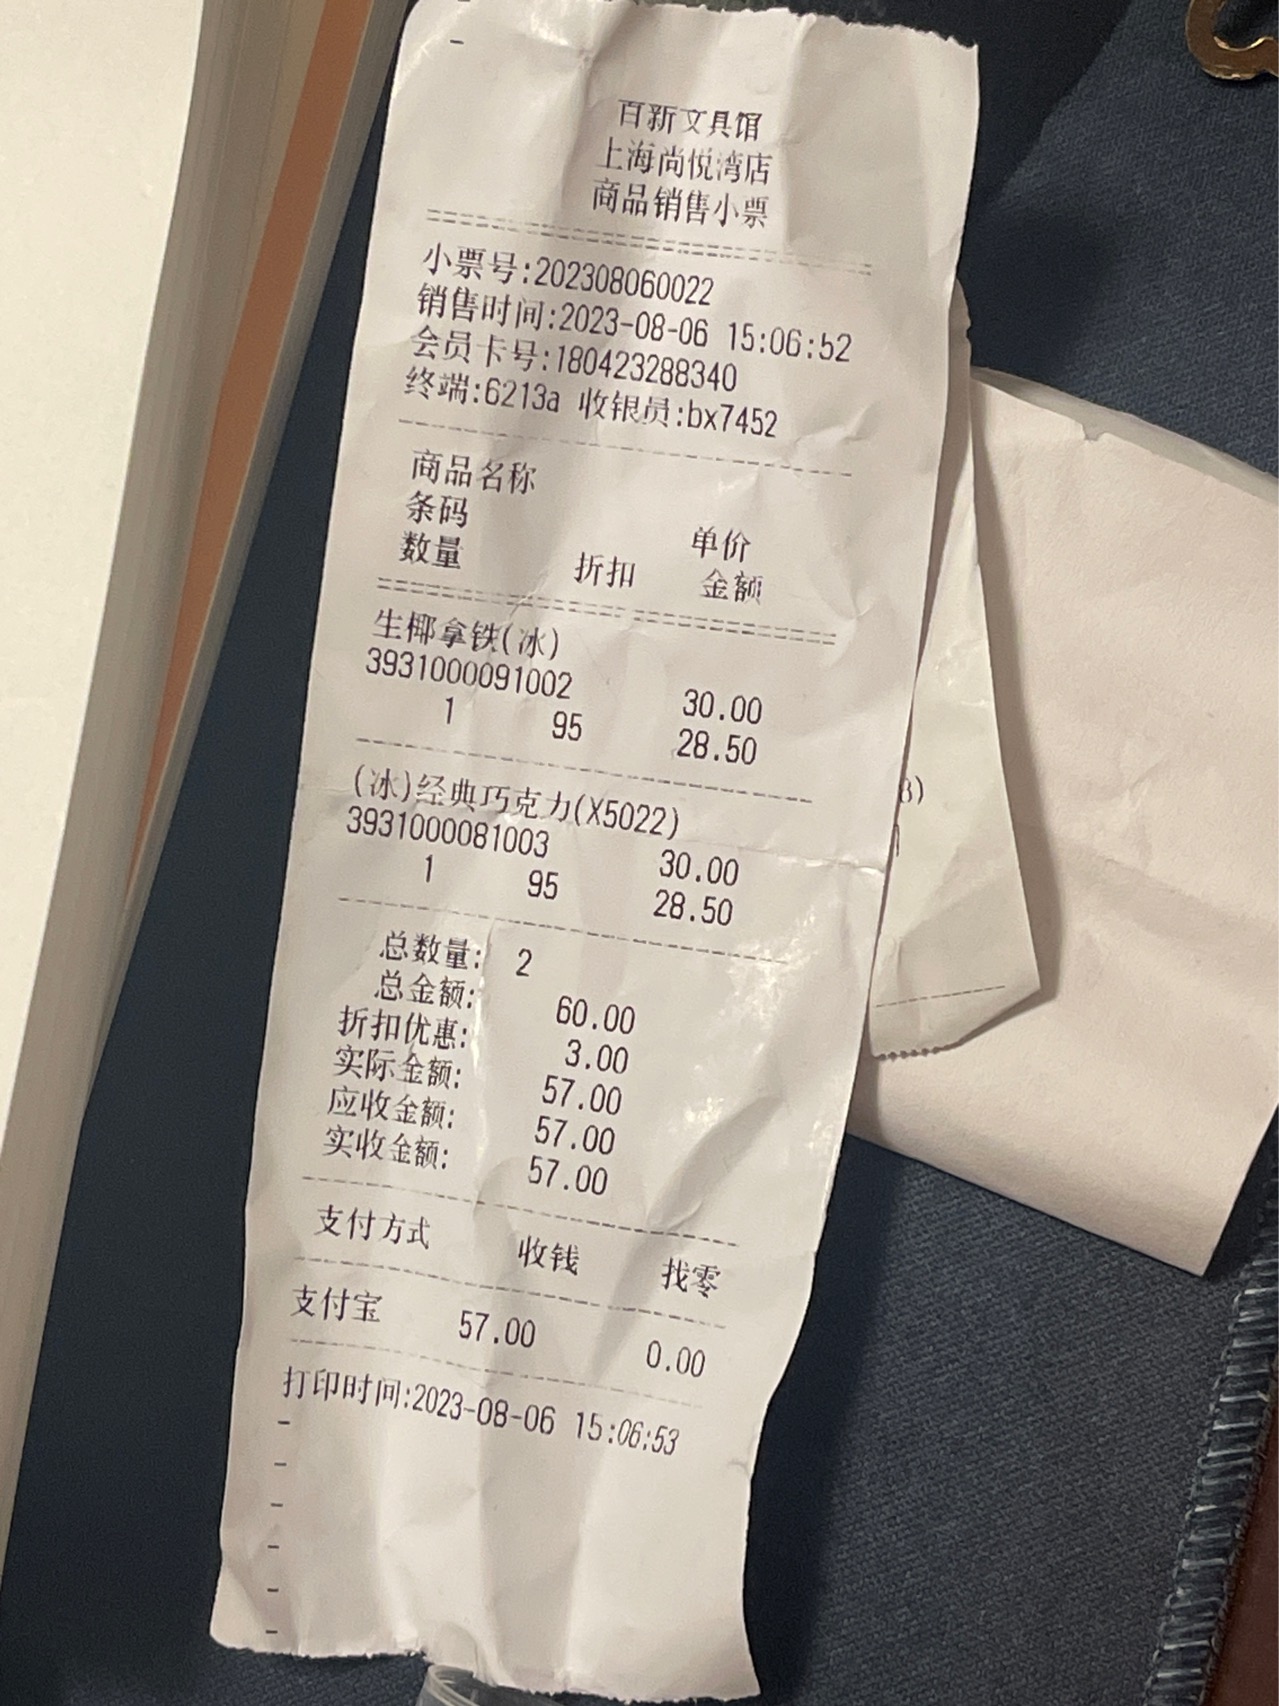 百新文具馆
上海尚悦湾店
商品销售小票
小票号:202308060022
销售时间:2023-08-06 15:06:52
会员卡号:180423288340
终端:6213a 收银员:bx7452
商品名称
条码 单价
数量 折扣 金额
生椰拿铁(冰)
3931000091002 30.00
1 95 28.50
(冰)经典巧克力(X5022)
3931000081003 30.00
1 95 28.50
总数量: 2
总金额: 60.00
折扣优惠: 3.00
实际金额: 57.00
应收金额: 57.00
实收金额: 57.00
支付方式 收钱 找零
支付宝 57.00 0.00
打印时间:2023-08-06 15:06:53